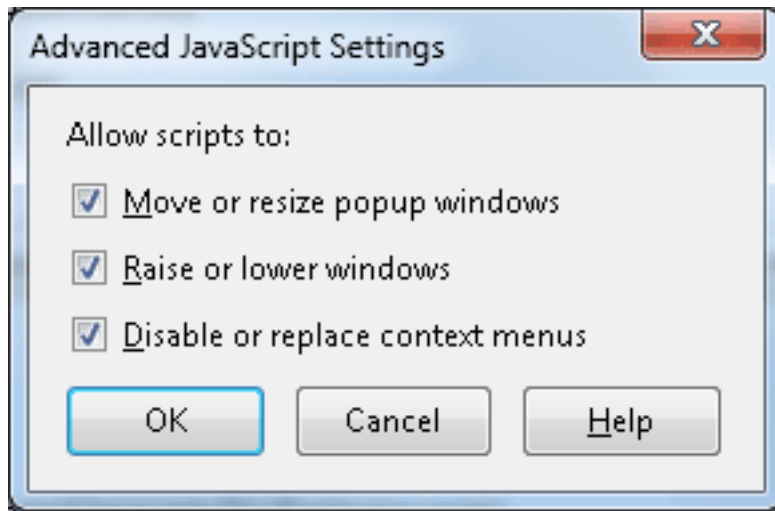 Advanced JavaScript Settings
Allow scripts to:
Move or resize popup windows
Raise or lower windows
Disable or replace context menus
OK Cancel Help